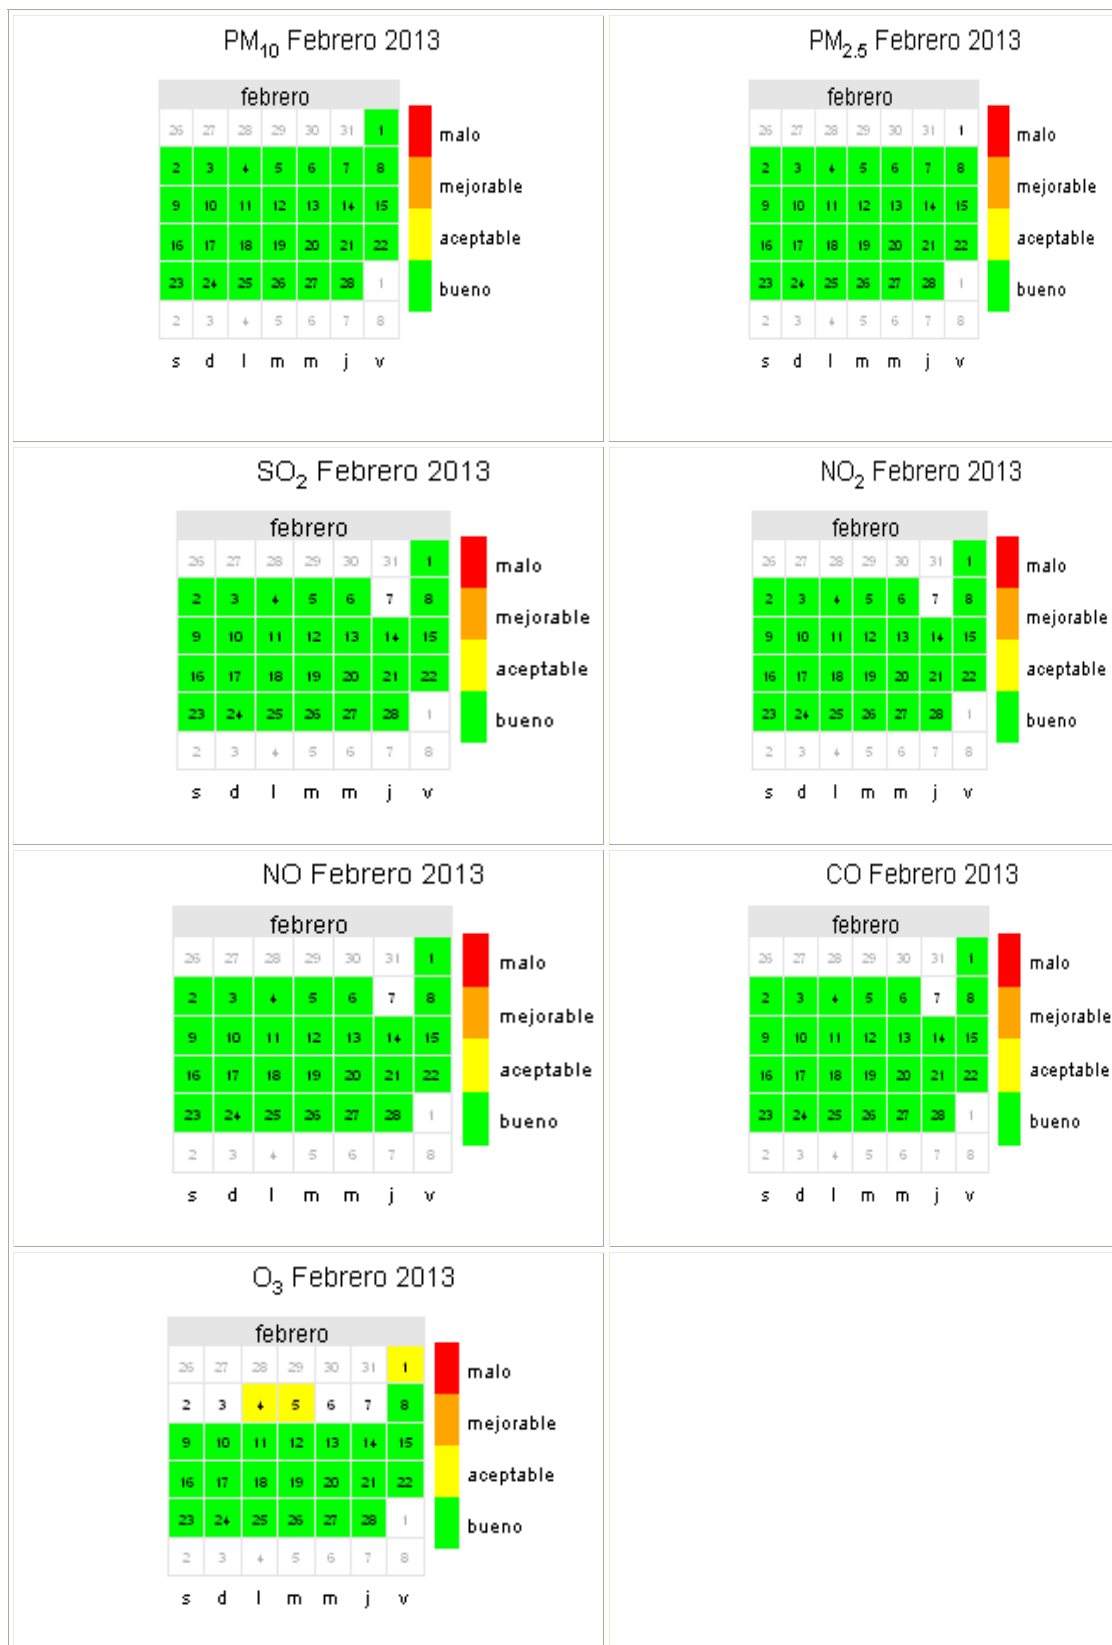 PM10 Febrero 2013
febrero
26 27 28 29 30 31 1
2 3 4 5 6 7 8
9 10 11 12 13 14 15
16 17 18 19 20 21 22
23 24 25 26 27 28 1
2 3 4 5 6 7 8
s d l m m j v
malo
mejorable
aceptable
bueno
PM2.5 Febrero 2013
febrero
26 27 28 29 30 31 1
2 3 4 5 6 7 8
9 10 11 12 13 14 15
16 17 18 19 20 21 22
23 24 25 26 27 28 1
2 3 4 5 6 7 8
s d l m m j v
malo
mejorable
aceptable
bueno
SO2 Febrero 2013
febrero
26 27 28 29 30 31 1
2 3 4 5 6 7 8
9 10 11 12 13 14 15
16 17 18 19 20 21 22
23 24 25 26 27 28 1
2 3 4 5 6 7 8
s d l m m j v
malo
mejorable
aceptable
bueno
NO2 Febrero 2013
febrero
26 27 28 29 30 31 1
2 3 4 5 6 7 8
9 10 11 12 13 14 15
16 17 18 19 20 21 22
23 24 25 26 27 28 1
2 3 4 5 6 7 8
s d l m m j v
malo
mejorable
aceptable
bueno
NO Febrero 2013
febrero
26 27 28 29 30 31 1
2 3 4 5 6 7 8
9 10 11 12 13 14 15
16 17 18 19 20 21 22
23 24 25 26 27 28 1
2 3 4 5 6 7 8
s d l m m j v
malo
mejorable
aceptable
bueno
CO Febrero 2013
febrero
26 27 28 29 30 31 1
2 3 4 5 6 7 8
9 10 11 12 13 14 15
16 17 18 19 20 21 22
23 24 25 26 27 28 1
2 3 4 5 6 7 8
s d l m m j v
malo
mejorable
aceptable
bueno
O3 Febrero 2013
febrero
26 27 28 29 30 31 1
2 3 4 5 6 7 8
9 10 11 12 13 14 15
16 17 18 19 20 21 22
23 24 25 26 27 28 1
2 3 4 5 6 7 8
s d l m m j v
malo
mejorable
aceptable
bueno